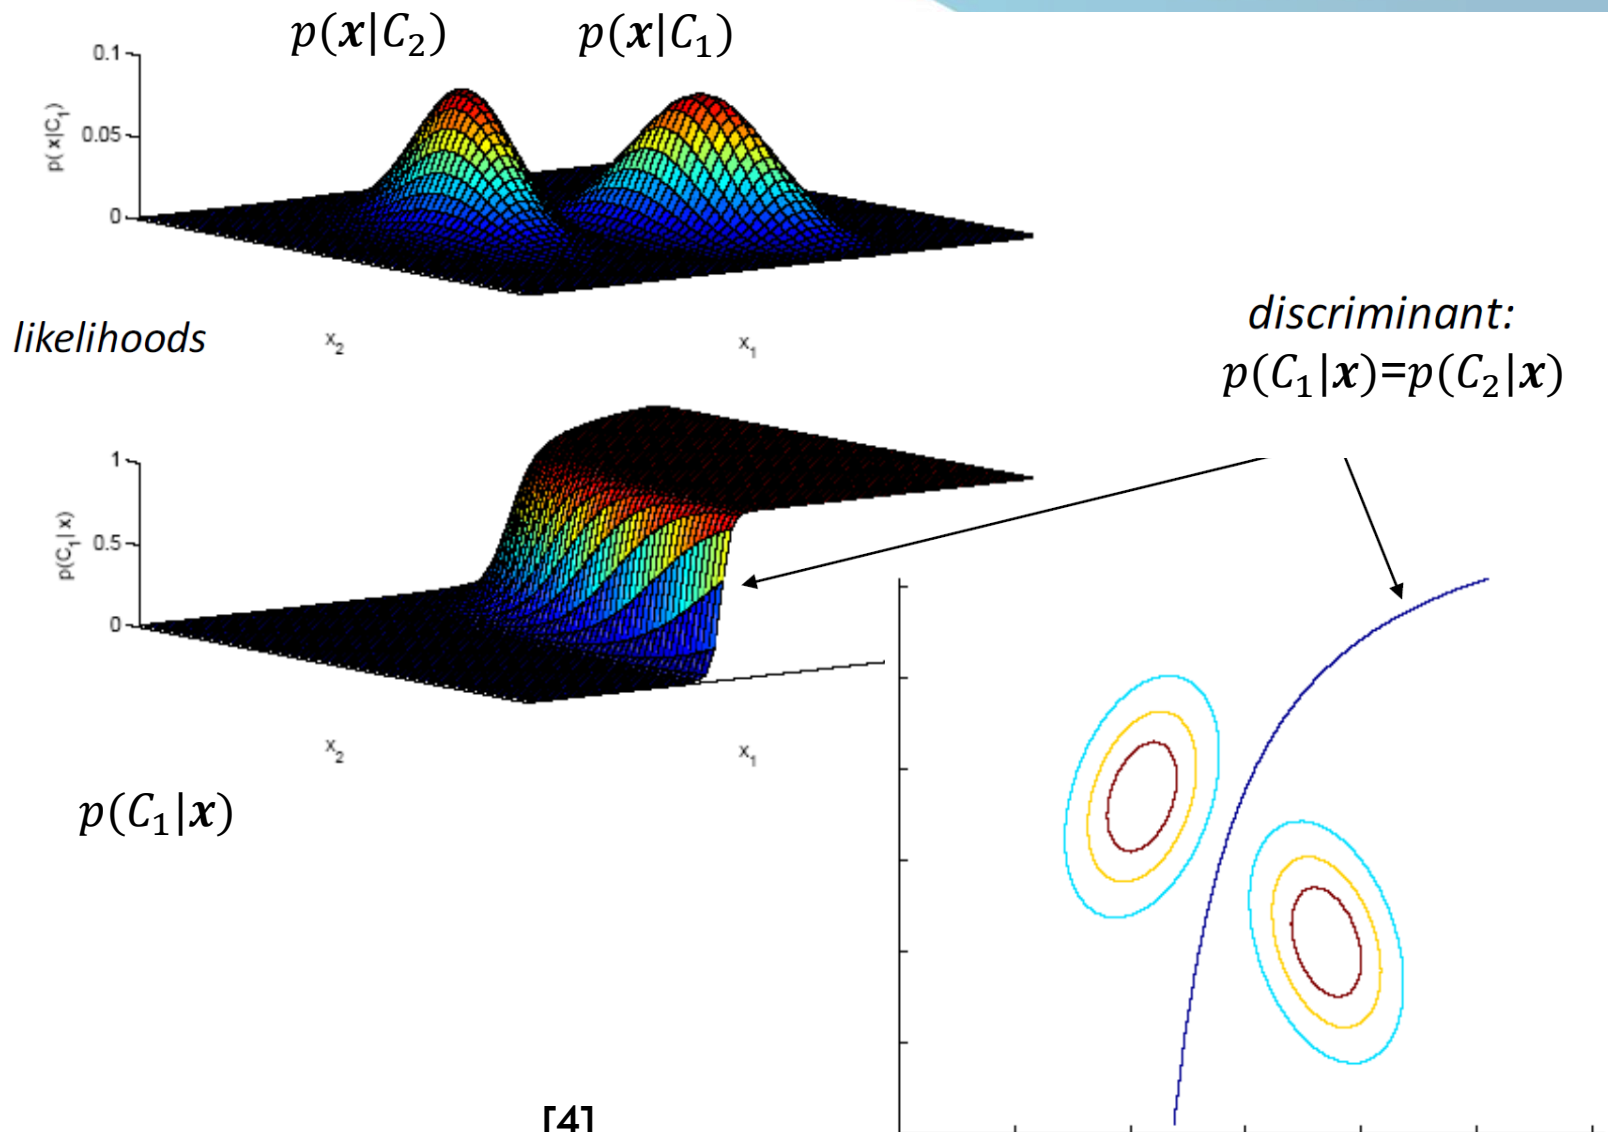 p(x|C₂) p(x|C₁)
0.1
0.05
0
p( x|C₁)
x₂
x₁
likelihoods
discriminant:
p(C₁|x)=p(C₂|x)
1
0.5
0
p(C₁| x)
x₂
x₁
p(C₁|x)
[4]